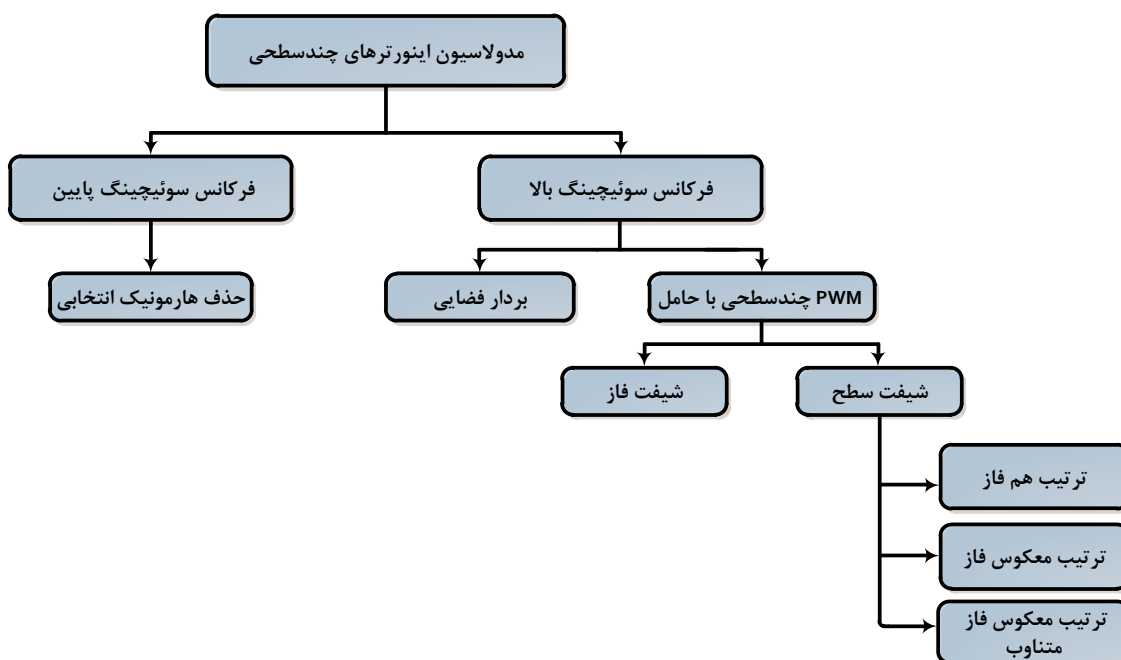 مدولاسیون اینورترهای چندسطحی
فرکانس سوئیچینگ بالا
فرکانس سوئیچینگ پایین
PWM چندسطحی با حامل
بردار فضایی
حذف هارمونیک انتخابی
شیفت سطح
شیفت فاز
ترتیب هم فاز
ترتیب معکوس فاز
ترتیب معکوس فاز
متناوب